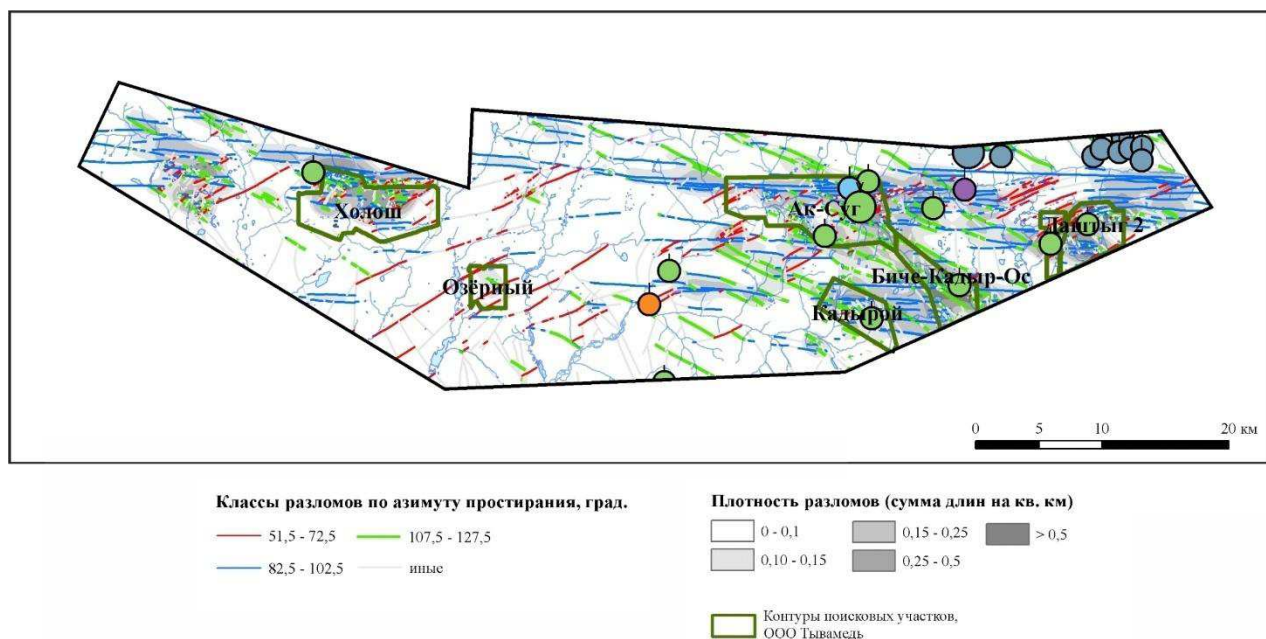 Холош
Ак-Суг
Даштыг 2
Биче-Кадыр-Ос
Озёрный
Кадырой
0 5 10 20 км
Классы разломов по азимуту простирания, град.
51,5 - 72,5
107,5 - 127,5
82,5 - 102,5
иные
Плотность разломов (сумма длин на кв. км)
0 - 0,1
0,15 - 0,25
> 0,5
0,10 - 0,15
0,25 - 0,5
Контуры поисковых участков,
ООО Тывамедь